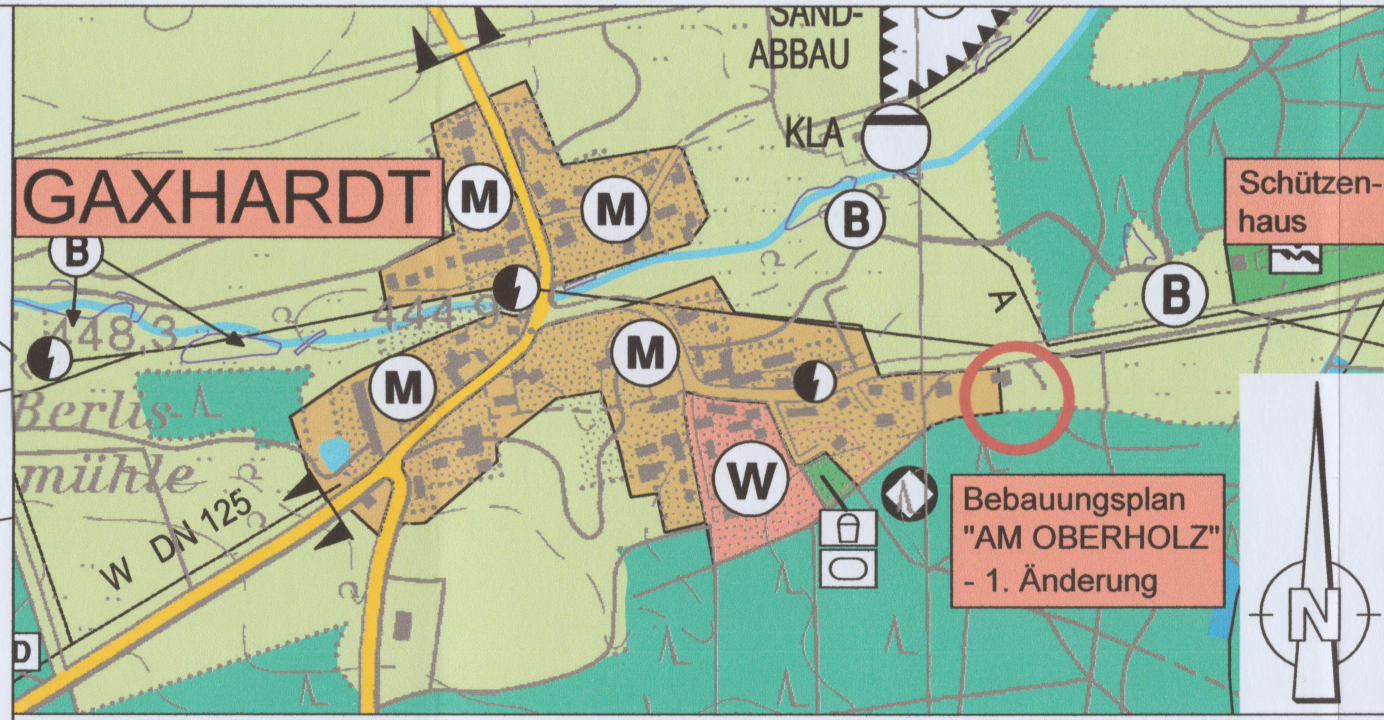 SAND-
ABBAU
KLA
GAXHARDT
M
M
B
B
Schützen-
haus
B
A
448,3
444.9
M
M
Berlis-
mühle
W
W DN 125
Bebauungsplan
"AM OBERHOLZ"
- 1. Änderung
D
N